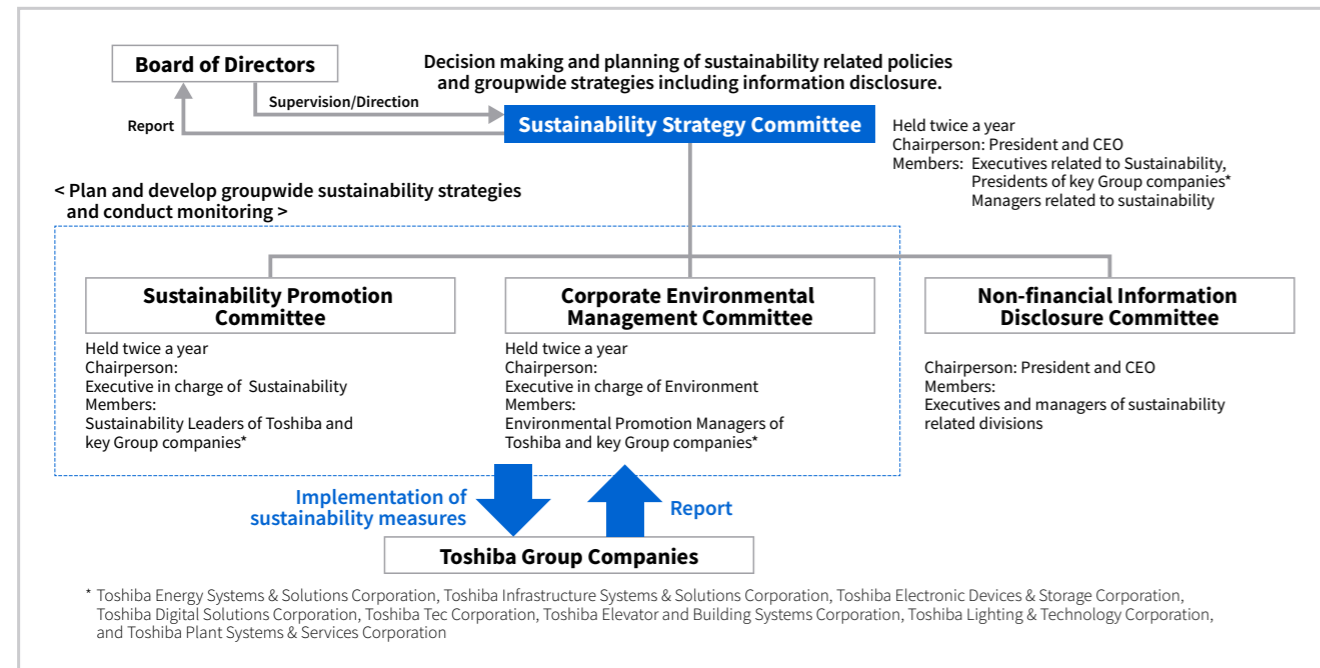 Board of Directors
Decision making and planning of sustainability related policies
and groupwide strategies including information disclosure.
Supervision/Direction
Report
Sustainability Strategy Committee
Held twice a year
Chairperson: President and CEO
Members: Executives related to Sustainability,
Presidents of key Group companies*
Managers related to sustainability
< Plan and develop groupwide sustainability strategies
and conduct monitoring >
Sustainability Promotion
Committee
Held twice a year
Chairperson:
Executive in charge of Sustainability
Members:
Sustainability Leaders of Toshiba and
key Group companies*
Corporate Environmental
Management Committee
Held twice a year
Chairperson:
Executive in charge of Environment
Members:
Environmental Promotion Managers of
Toshiba and key Group companies*
Non-financial Information
Disclosure Committee
Chairperson: President and CEO
Members:
Executives and managers of sustainability
related divisions
Implementation of
sustainability measures
Report
Toshiba Group Companies
* Toshiba Energy Systems & Solutions Corporation, Toshiba Infrastructure Systems & Solutions Corporation, Toshiba Electronic Devices & Storage Corporation,
Toshiba Digital Solutions Corporation, Toshiba Tec Corporation, Toshiba Elevator and Building Systems Corporation, Toshiba Lighting & Technology Corporation,
and Toshiba Plant Systems & Services Corporation